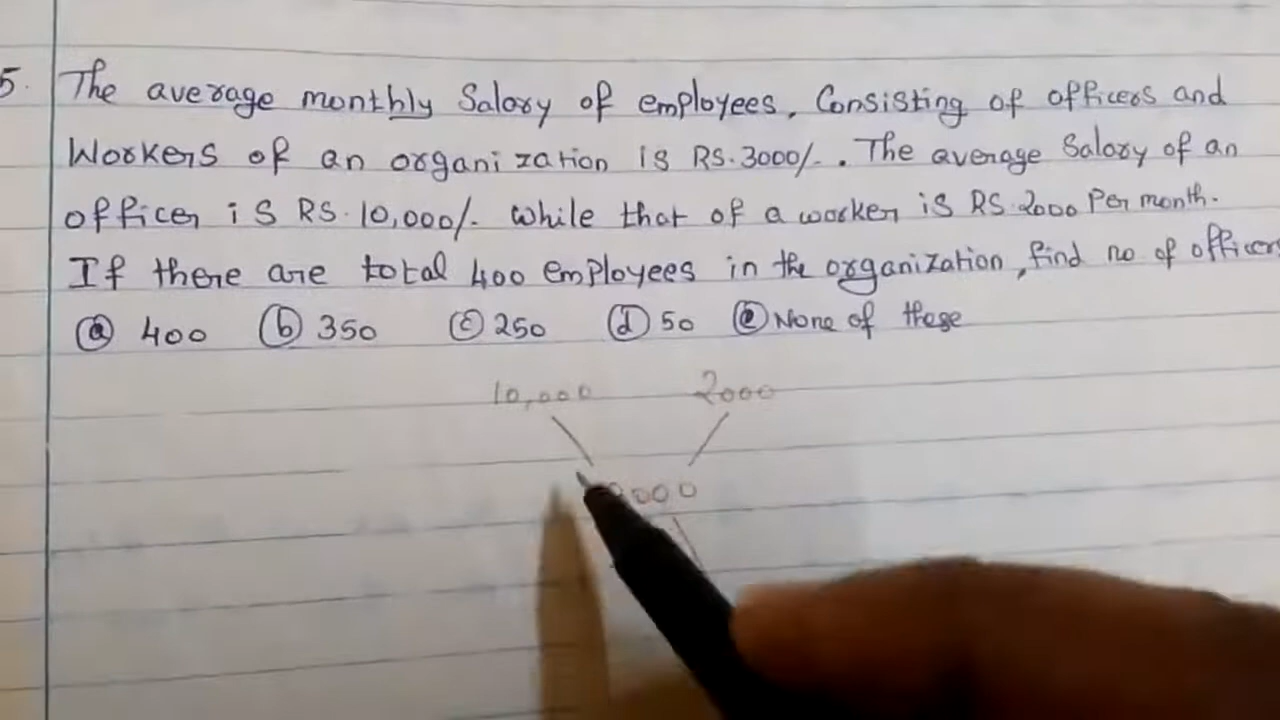 5. The average monthly Salary of employees, Consisting of officers and
Workers of an organization is RS.3000/-. The average Salary of an
officer is RS.10,000/- while that of a worker is RS.2000 Per month.
If there are total 400 employees in the organization, find no of officers
(a) 400 (b) 350 (c) 250 (d) 50 (e) None of these
10,000 2000
000